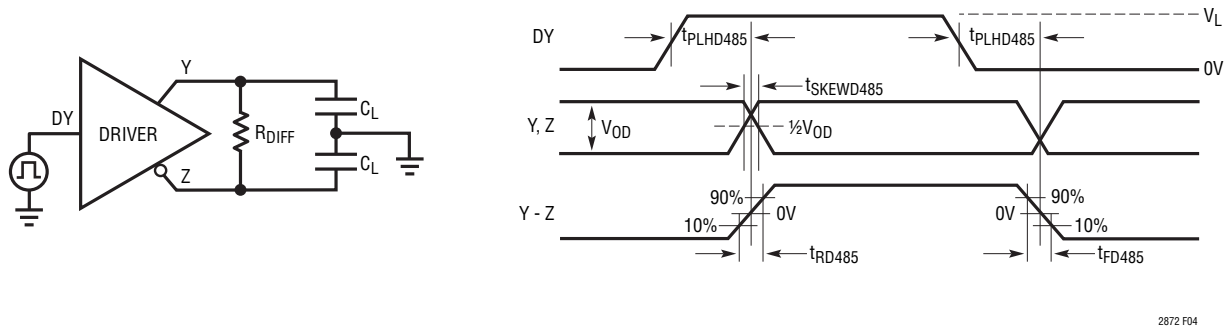 DY
DRIVER
Y
Z
RDIFF
CL
CL
DY
tPLHD485
tPLHD485
VL
0V
tSKEWD485
Y, Z
VOD
½VOD
Y - Z
90%
10%
0V
tRD485
0V
90%
10%
tFD485
2872 F04